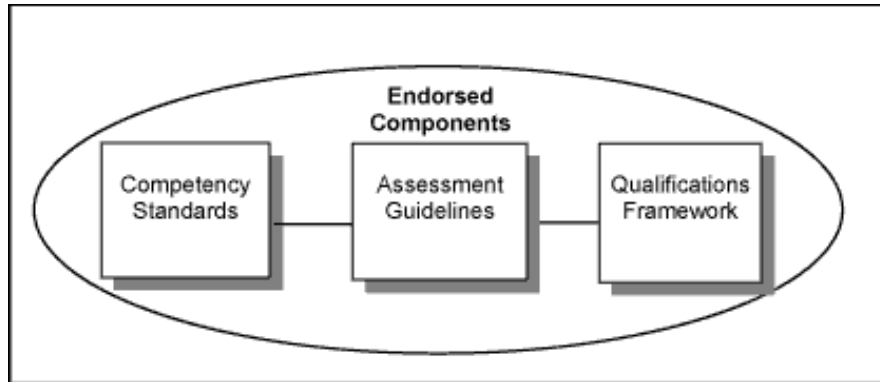 Endorsed
Components
Competency
Standards
Assessment
Guidelines
Qualifications
Framework